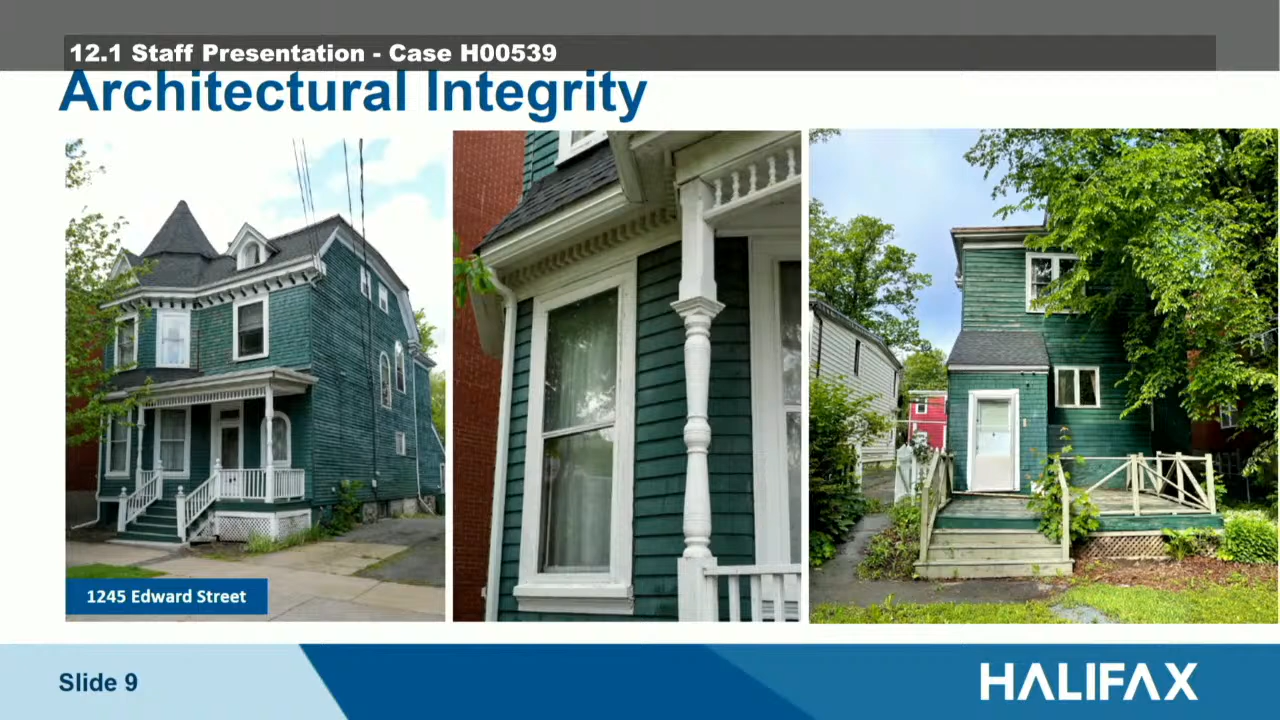 12.1 Staff Presentation - Case H00539
Architectural Integrity
1245 Edward Street
Slide 9
HALIFAX